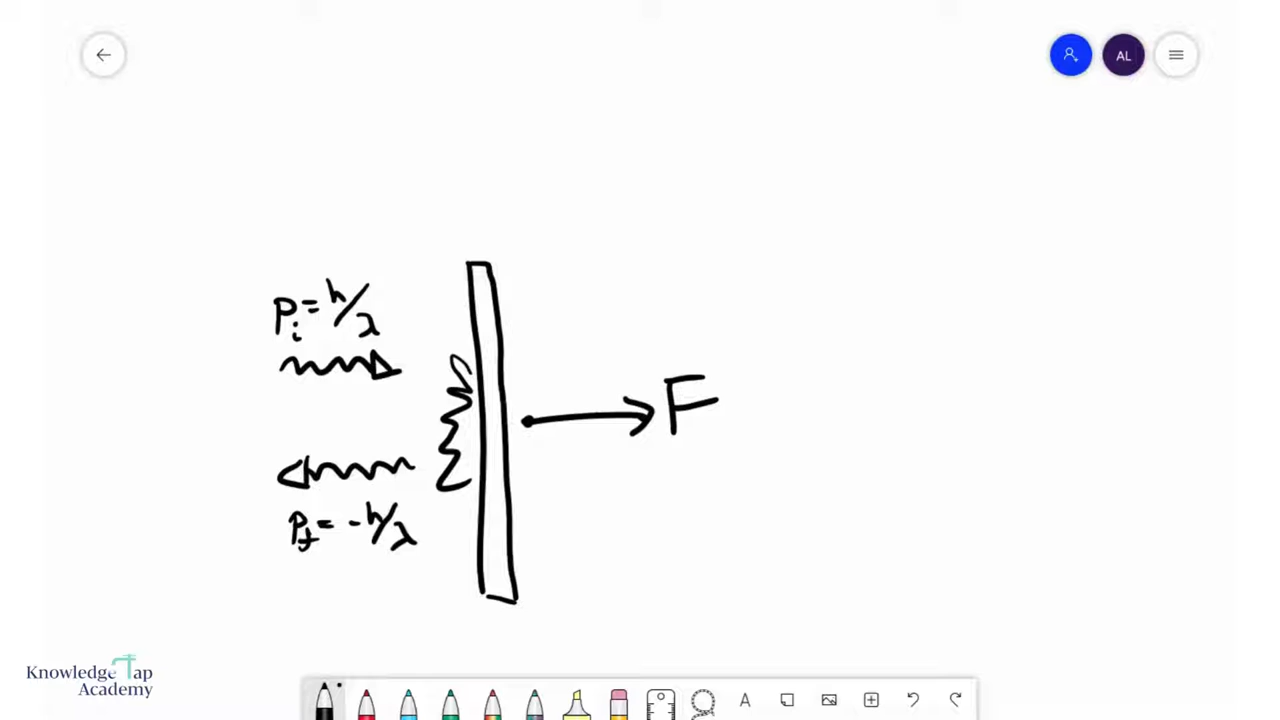 AL
p_i = h/λ
F
p_f = -h/λ
Knowledge Tap
Academy
A